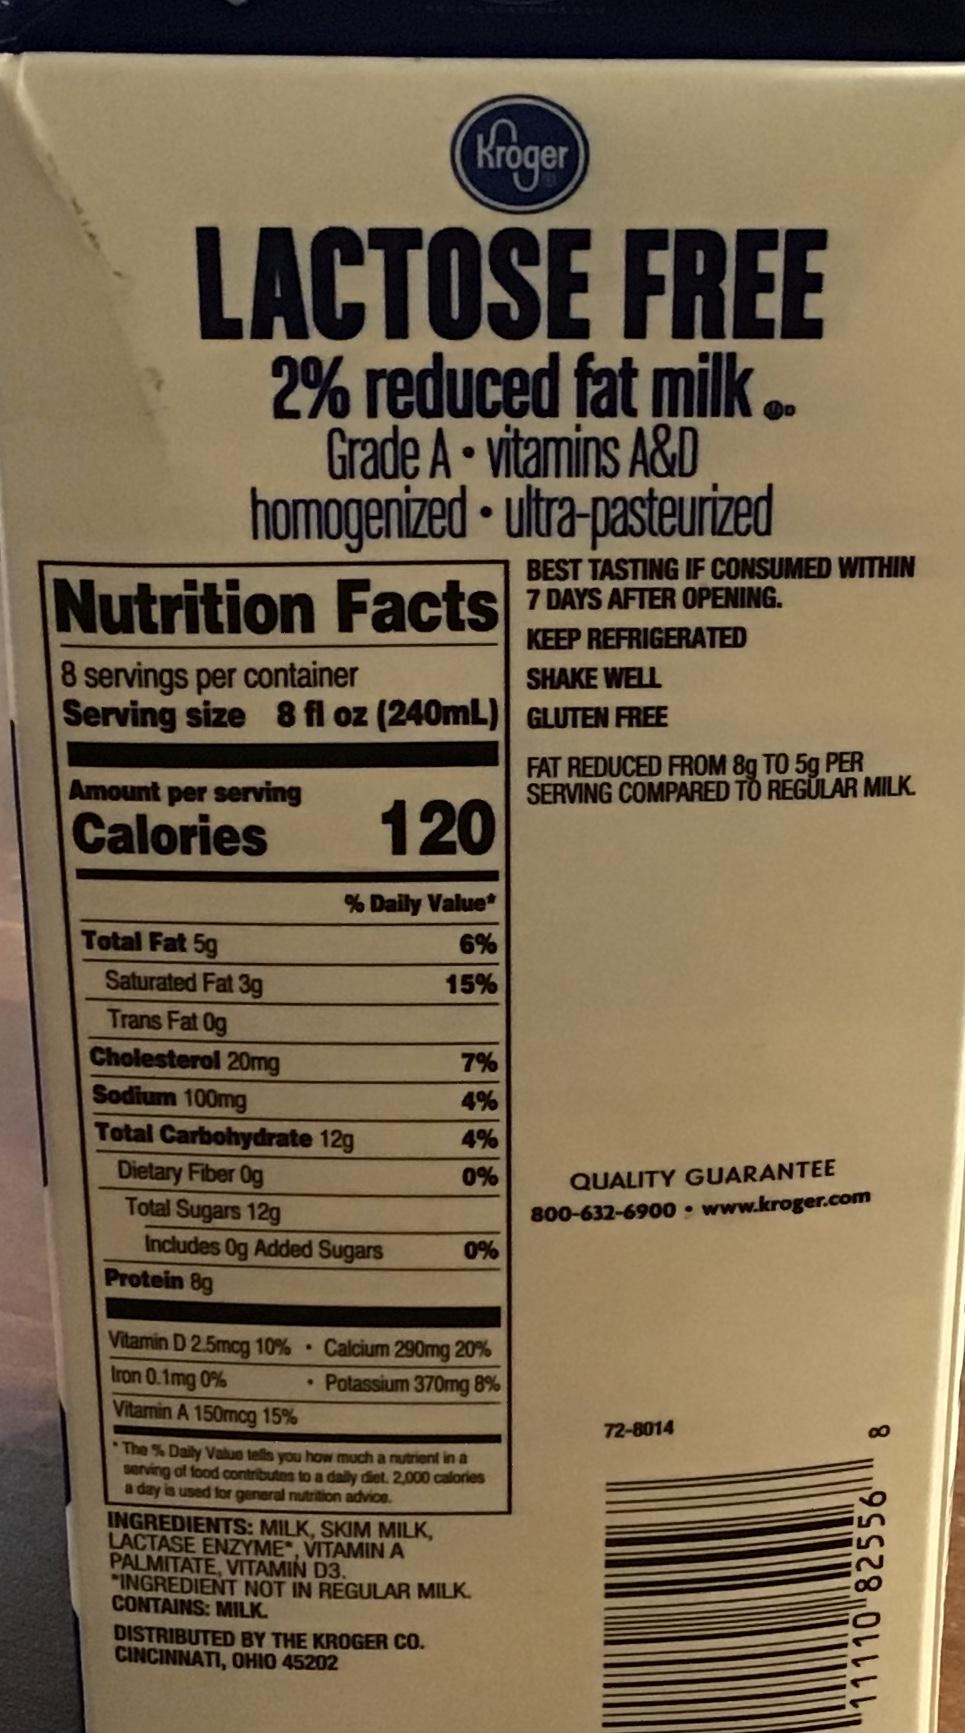 Kroger
LACTOSE FREE
2% reduced fat milk
Grade A • vitamins A&D
homogenized • ultra-pasteurized
Nutrition Facts
8 servings per container
Serving size 8 fl oz (240mL)
Amount per serving
Calories 120
% Daily Value*
Total Fat 5g 6%
Saturated Fat 3g 15%
Trans Fat 0g
Cholesterol 20mg 7%
Sodium 100mg 4%
Total Carbohydrate 12g 4%
Dietary Fiber 0g 0%
Total Sugars 12g
Includes 0g Added Sugars 0%
Protein 8g
Vitamin D 2.5mcg 10% • Calcium 290mg 20%
Iron 0.1mg 0% • Potassium 370mg 8%
Vitamin A 150mcg 15%
* The % Daily Value tells you how much a nutrient in a
serving of food contributes to a daily diet. 2,000 calories
a day is used for general nutrition advice.
INGREDIENTS: MILK, SKIM MILK,
LACTASE ENZYME*, VITAMIN A
PALMITATE, VITAMIN D3.
*INGREDIENT NOT IN REGULAR MILK.
CONTAINS: MILK.
DISTRIBUTED BY THE KROGER CO.
CINCINNATI, OHIO 45202
BEST TASTING IF CONSUMED WITHIN
7 DAYS AFTER OPENING.
KEEP REFRIGERATED
SHAKE WELL
GLUTEN FREE
FAT REDUCED FROM 8g TO 5g PER
SERVING COMPARED TO REGULAR MILK.
QUALITY GUARANTEE
800-632-6900 • www.kroger.com
72-8014
11110 82556 8